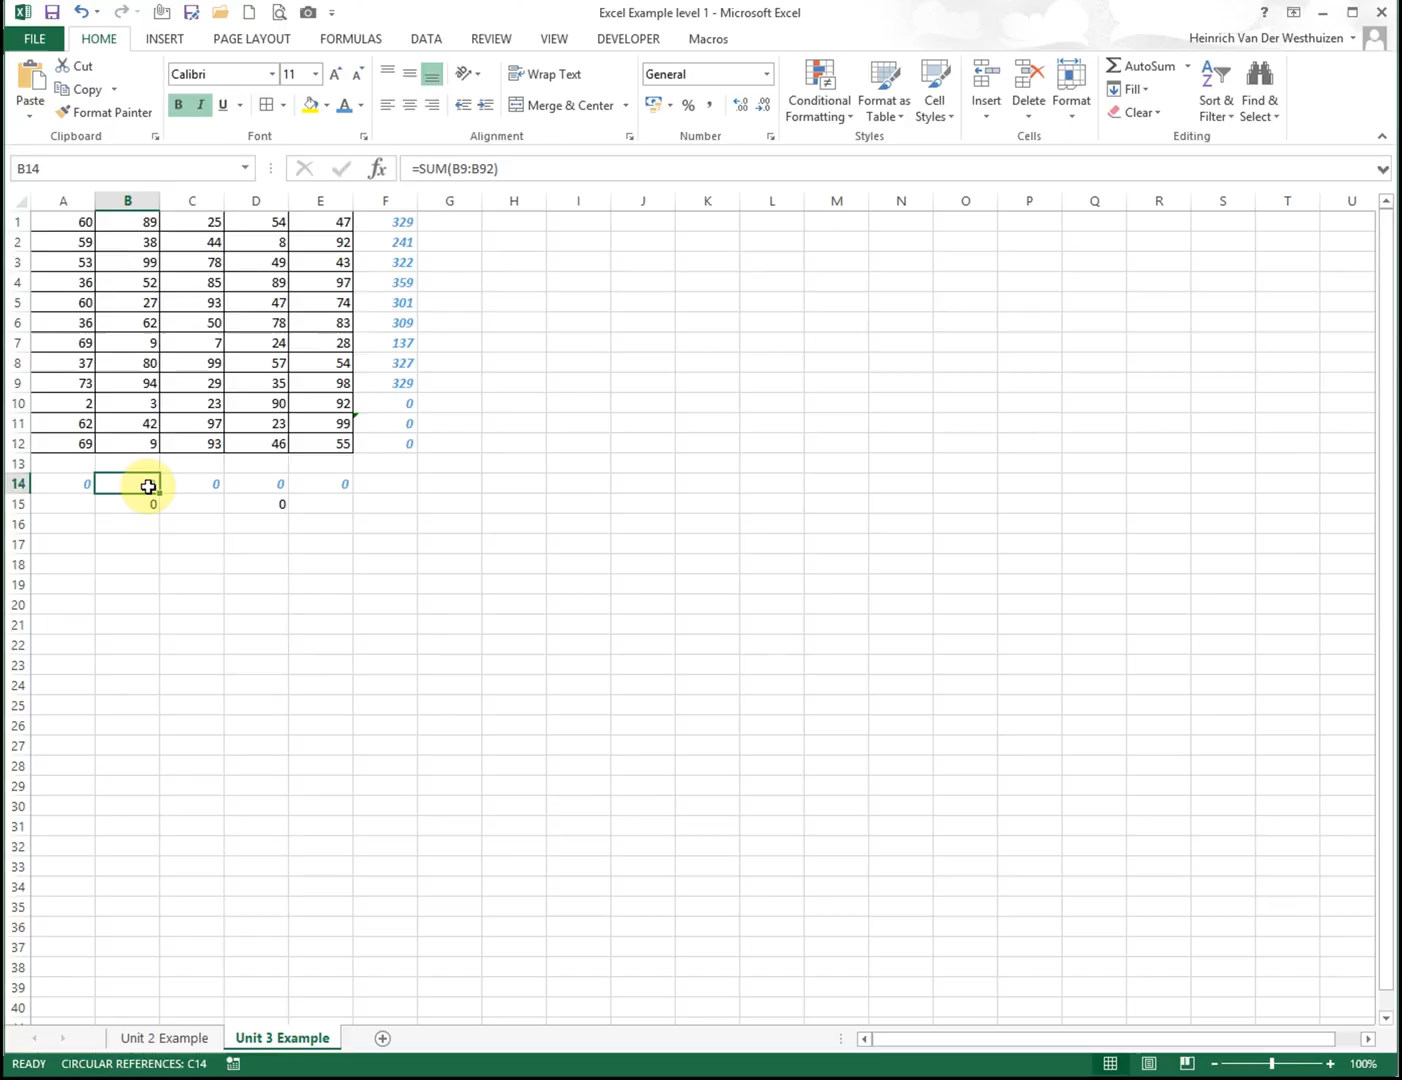 Excel Example level 1 - Microsoft Excel
?
FILE HOME INSERT PAGE LAYOUT FORMULAS DATA REVIEW VIEW DEVELOPER Macros
Heinrich Van Der Westhuizen
Paste
Cut
Copy
Format Painter
Clipboard
Calibri 11
B I U
Font
Wrap Text
Merge & Center
Alignment
General
%
Number
Conditional
Formatting
Format as
Table
Cell
Styles
Styles
Insert
Delete
Format
Cells
AutoSum
Fill
Clear
Sort &
Filter
Find &
Select
Editing
B14 fx =SUM(B9:B92)
A B C D E F G H I J K L M N O P Q R S T U
1 60 89 25 54 47 329
2 59 38 44 8 92 241
3 53 99 78 49 43 322
4 36 52 85 89 97 359
5 60 27 93 47 74 301
6 36 62 50 78 83 309
7 69 9 7 24 28 137
8 37 80 99 57 54 327
9 73 94 29 35 98 329
10 2 3 23 90 92 0
11 62 42 97 23 99 0
12 69 9 93 46 55 0
13
14 0 0 0 0
15 0 0
16
17
18
19
20
21
22
23
24
25
26
27
28
29
30
31
32
33
34
35
36
37
38
39
40
Unit 2 Example Unit 3 Example
READY CIRCULAR REFERENCES: C14 100%